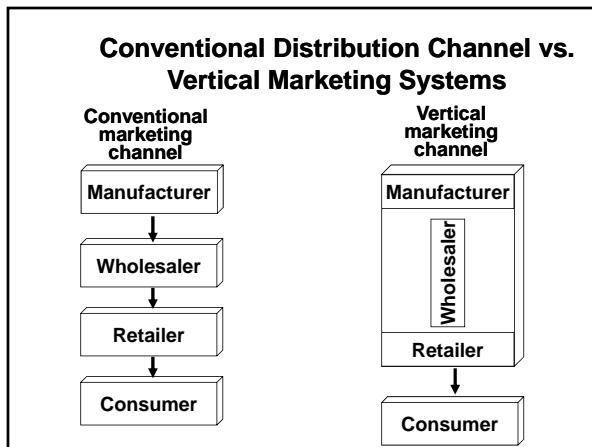 Conventional Distribution Channel vs.
Vertical Marketing Systems
Conventional
marketing
channel
Manufacturer
Wholesaler
Retailer
Consumer
Vertical
marketing
channel
Manufacturer
Wholesaler
Retailer
Consumer